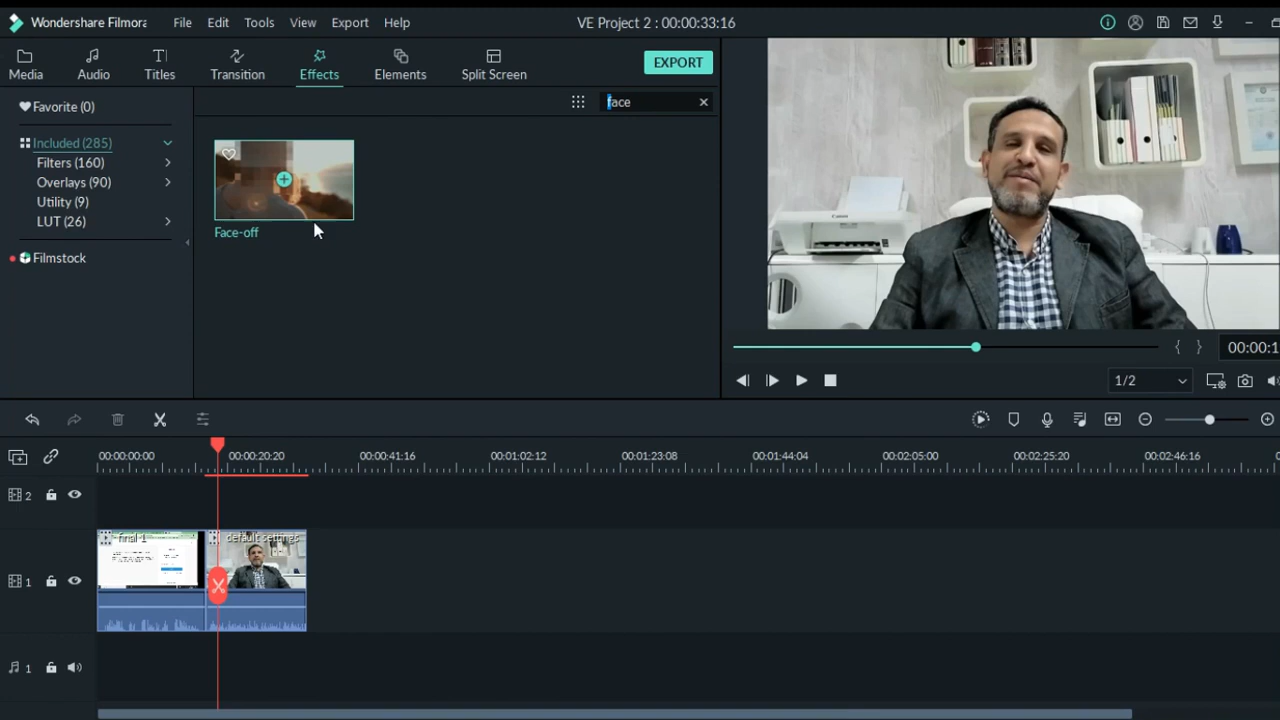 Wondershare Filmora
File
Edit
Tools
View
Export
Help
VE Project 2 : 00:00:33:16
Media
Audio
Titles
Transition
Effects
Elements
Split Screen
EXPORT
Favorite (0)
face
Included (285)
Filters (160)
Overlays (90)
Utility (9)
LUT (26)
Filmstock
Face-off
Canon
{ }
00:00:1
1/2
00:00:00:00
00:00:20:20
00:00:41:16
00:01:02:12
00:01:23:08
00:01:44:04
00:02:05:00
00:02:25:20
00:02:46:16
2
final 1
default settings
1
1